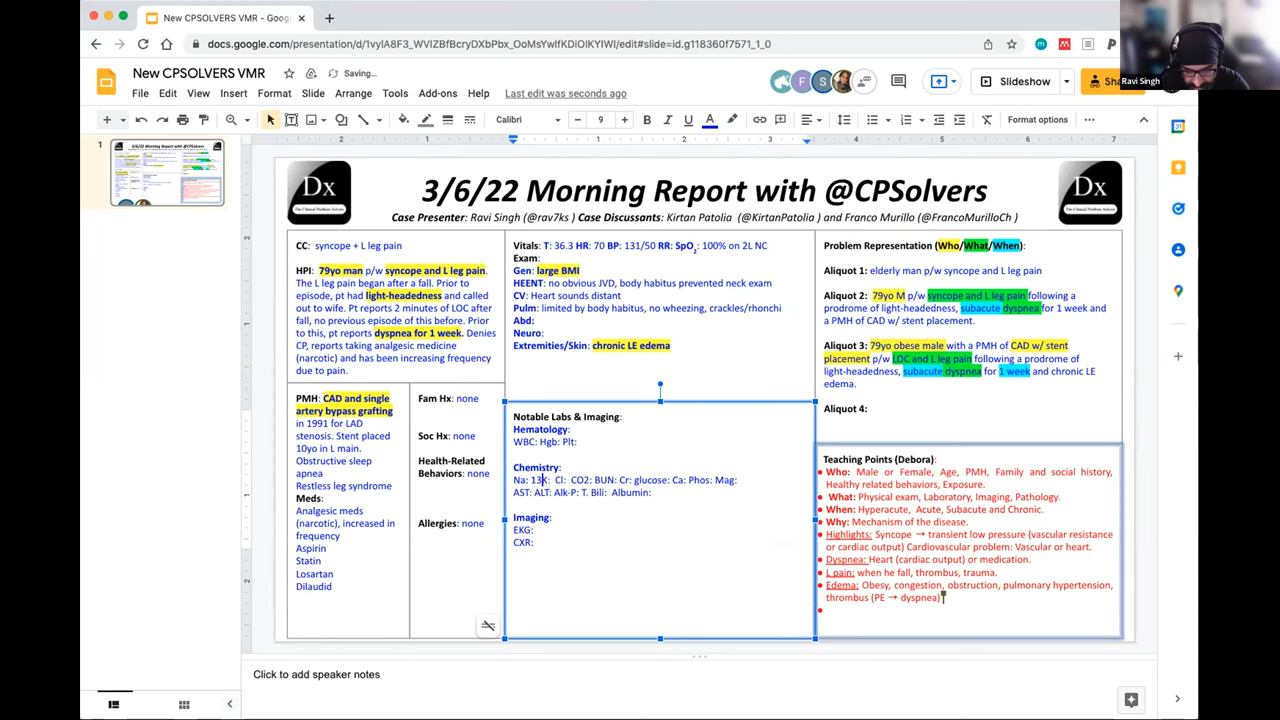 New CPSOLVERS VMR - Goog
docs.google.com/presentation/d/1vyIA8F3_WVIZBfBcryDXbPbx_OoMsYwIfKDiOIKYIWI/edit#slide=id.g118360f7571_1_0
Ravi Singh
New CPSOLVERS VMR
Saving...
File Edit View Insert Format Slide Arrange Tools Add-ons Help Last edit was seconds ago
Slideshow
Calibri
9
Format options
1
3/6/22 Morning Report with @CPSolvers
Case Presenter: Ravi Singh (@rav7ks ) Case Discussants: Kirtan Patolia (@KirtanPatolia ) and Franco Murillo (@FrancoMurilloCh )
Dx
The Clinical Problem Solvers
Dx
The Clinical Problem Solvers
CC: syncope + L leg pain
HPI: 79yo man p/w syncope and L leg pain.
The L leg pain began after a fall. Prior to
episode, pt had light-headedness and called
out to wife. Pt reports 2 minutes of LOC after
fall, no previous episode of this before. Prior
to this, pt reports dyspnea for 1 week. Denies
CP, reports taking analgesic medicine
(narcotic) and has been increasing frequency
due to pain.
PMH: CAD and single
artery bypass grafting
in 1991 for LAD
stenosis. Stent placed
10yo in L main.
Obstructive sleep
apnea
Restless leg syndrome
Meds:
Analgesic meds
(narcotic), increased in
frequency
Aspirin
Statin
Losartan
Dilaudid
Fam Hx: none
Soc Hx: none
Health-Related
Behaviors: none
Allergies: none
Vitals: T: 36.3 HR: 70 BP: 131/50 RR: SpO2: 100% on 2L NC
Exam:
Gen: large BMI
HEENT: no obvious JVD, body habitus prevented neck exam
CV: Heart sounds distant
Pulm: limited by body habitus, no wheezing, crackles/rhonchi
Abd:
Neuro:
Extremities/Skin: chronic LE edema
Notable Labs & Imaging:
Hematology:
WBC: Hgb: Plt:
Chemistry:
Na: 13K: Cl: CO2: BUN: Cr: glucose: Ca: Phos: Mag:
AST: ALT: Alk-P: T. Bili: Albumin:
Imaging:
EKG:
CXR:
Problem Representation (Who/What/When):
Aliquot 1: elderly man p/w syncope and L leg pain
Aliquot 2: 79yo M p/w syncope and L leg pain following a
prodrome of light-headedness, subacute dyspnea for 1 week and
a PMH of CAD w/ stent placement.
Aliquot 3: 79yo obese male with a PMH of CAD w/ stent
placement p/w LOC and L leg pain following a prodrome of
light-headedness, subacute dyspnea for 1 week and chronic LE
edema.
Aliquot 4:
Teaching Points (Debora):
Who: Male or Female, Age, PMH, Family and social history,
Healthy related behaviors, Exposure.
What: Physical exam, Laboratory, Imaging, Pathology.
When: Hyperacute, Acute, Subacute and Chronic.
Why: Mechanism of the disease.
Highlights: Syncope → transient low pressure (vascular resistance
or cardiac output) Cardiovascular problem: Vascular or heart.
Dyspnea: Heart (cardiac output) or medication.
L pain: when he fall, thrombus, trauma.
Edema: Obesy, congestion, obstruction, pulmonary hypertension,
thrombus (PE → dyspnea)
Click to add speaker notes